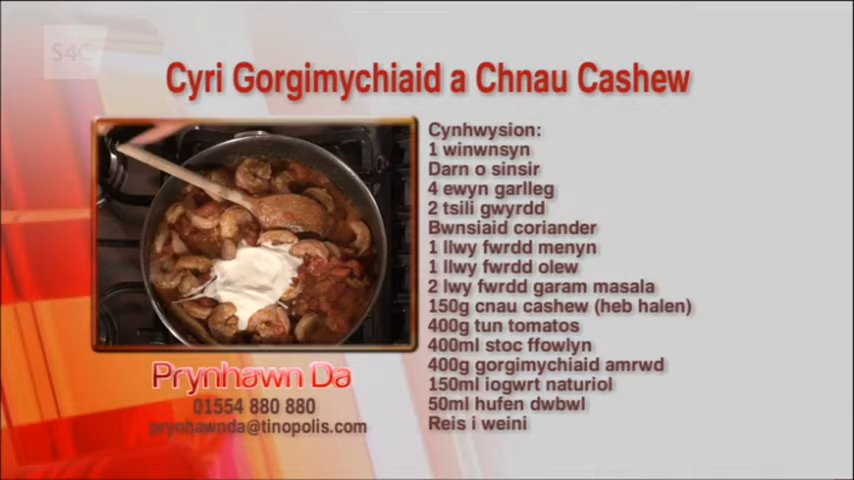 S4C
Cyri Gorgimychiaid a Chnau Cashew
Cynhwysion:
1 winwnsyn
Darn o sinsir
4 ewyn garlleg
2 tsili gwyrdd
Bwnsiaid coriander
1 llwy fwrdd menyn
1 llwy fwrdd olew
2 lwy fwrdd garam masala
150g cnau cashew (heb halen)
400g tun tomatos
400ml stoc ffowlyn
400g gorgimychiaid amrwd
150ml iogwrt naturiol
50ml hufen dwbwl
Reis i weini
Prynhawn Da
01554 880 880
prynhawnda@tinopolis.com